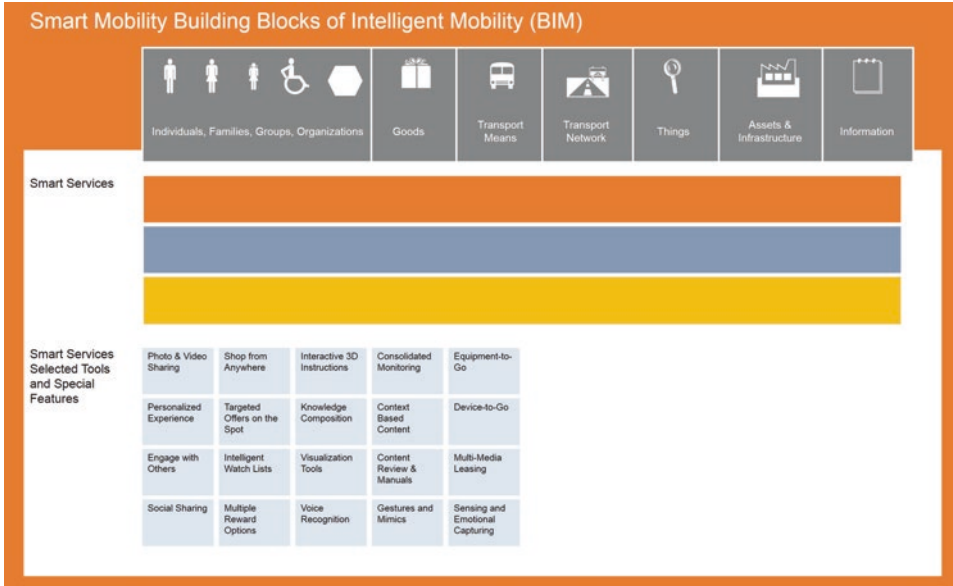 Smart Mobility Building Blocks of Intelligent Mobility (BIM)
Individuals, Families, Groups, Organizations
Goods
Transport
Means
Transport
Network
Things
Assets &
Infrastructure
Information
Smart Services
Smart Services
Selected Tools
and Special
Features
Photo & Video
Sharing
Shop from
Anywhere
Interactive 3D
Instructions
Consolidated
Monitoring
Equipment-to-
Go
Personalized
Experience
Targeted
Offers on the
Spot
Knowledge
Composition
Context
Based
Content
Device-to-Go
Engage with
Others
Intelligent
Watch Lists
Visualization
Tools
Content
Review &
Manuals
Multi-Media
Leasing
Social Sharing
Multiple
Reward
Options
Voice
Recognition
Gestures and
Mimics
Sensing and
Emotional
Capturing